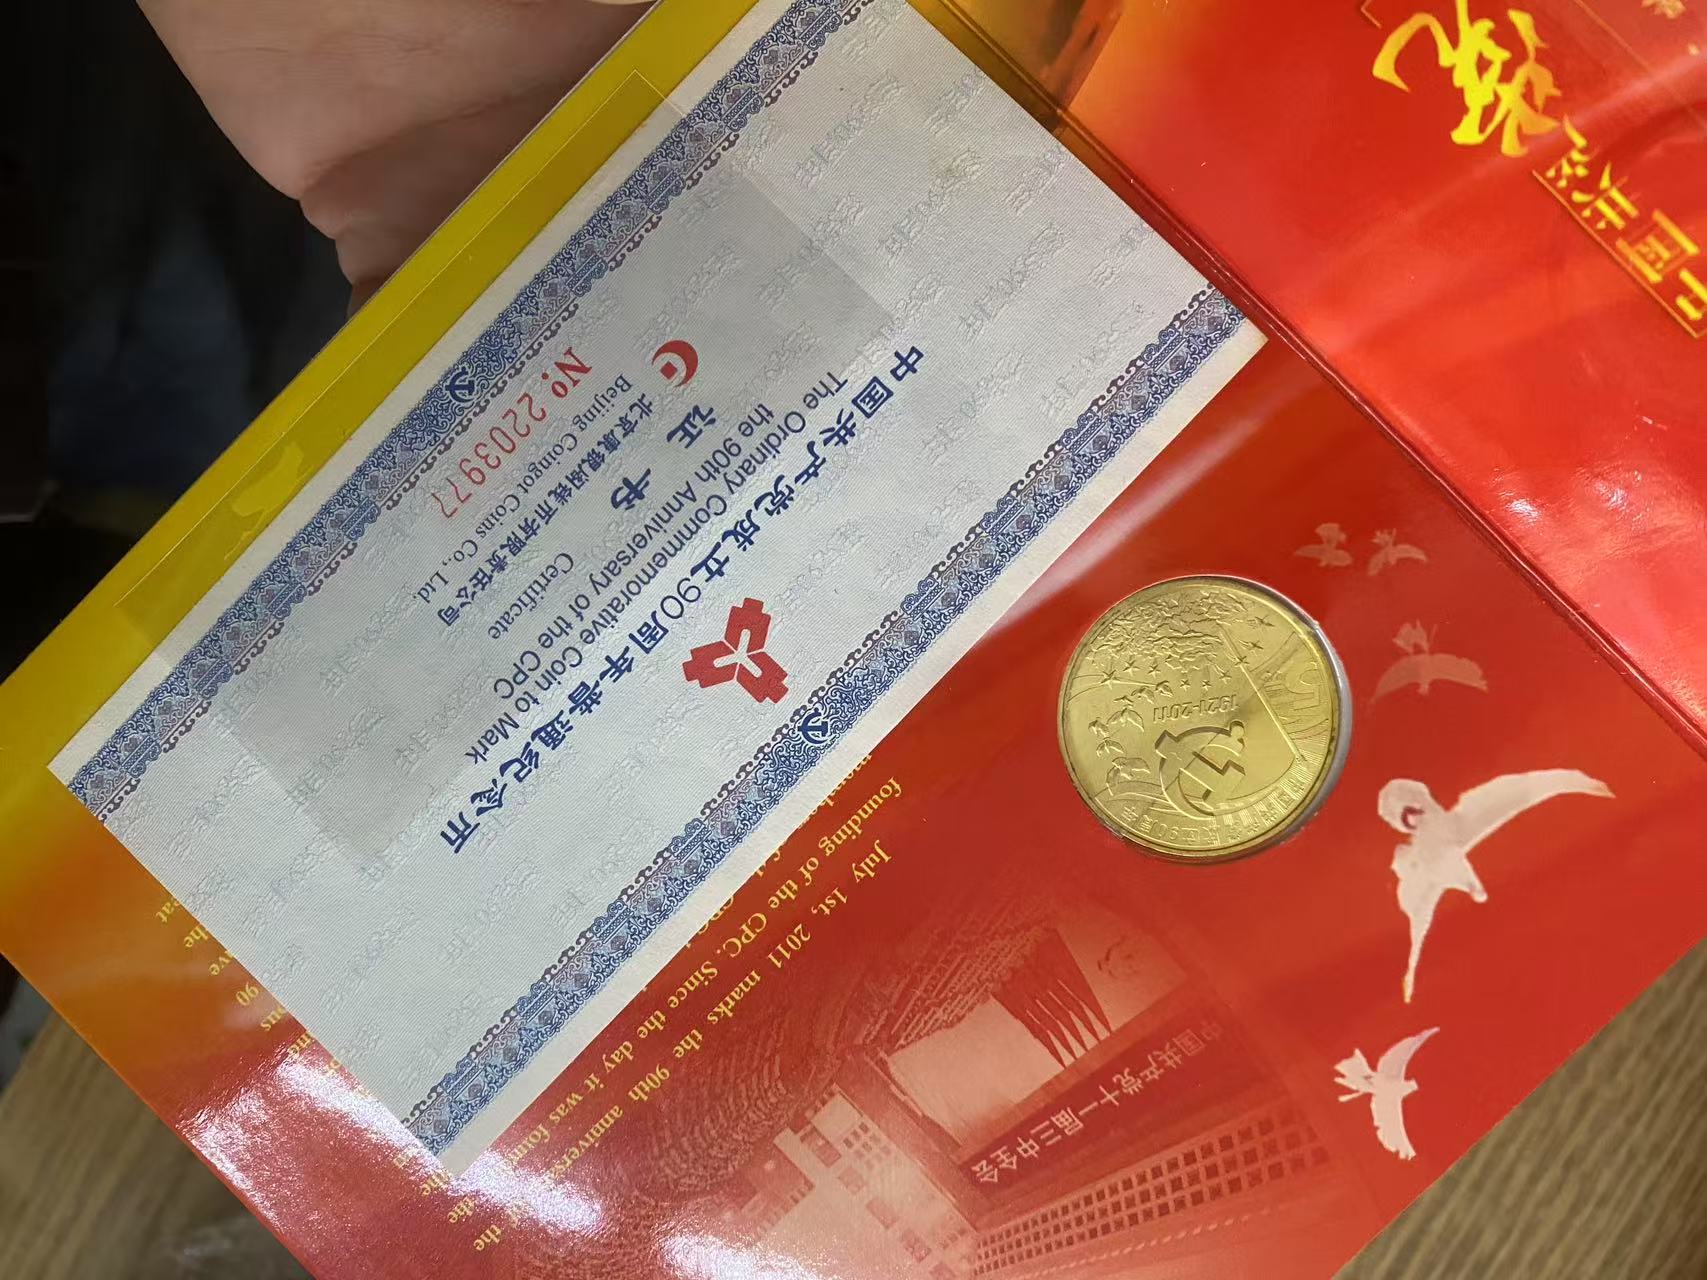 中国共产党成立90周年普通纪念币
The Ordinary Commemorative Coin to Mark
the 90th Anniversary of the CPC
证书
Certificate
北京康银阁钱币有限责任公司
Beijing Coingot Coins Co., Ltd.
No. 2203977
1921-2011
July 1st, 2011 marks the 90th
founding of the CPC. Since the day it was
中国共产党十一届三中全会